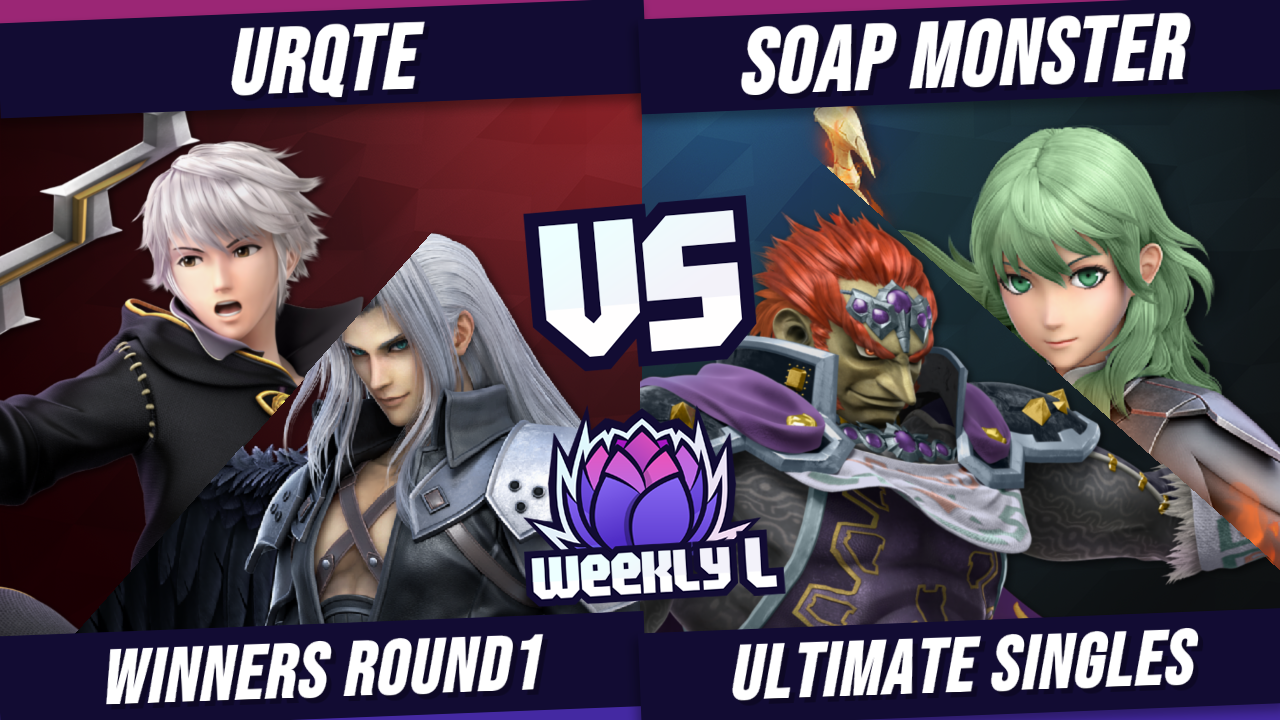 URQTE
SOAP MONSTER
VS
WEEKLY L
WINNERS ROUND1
ULTIMATE SINGLES